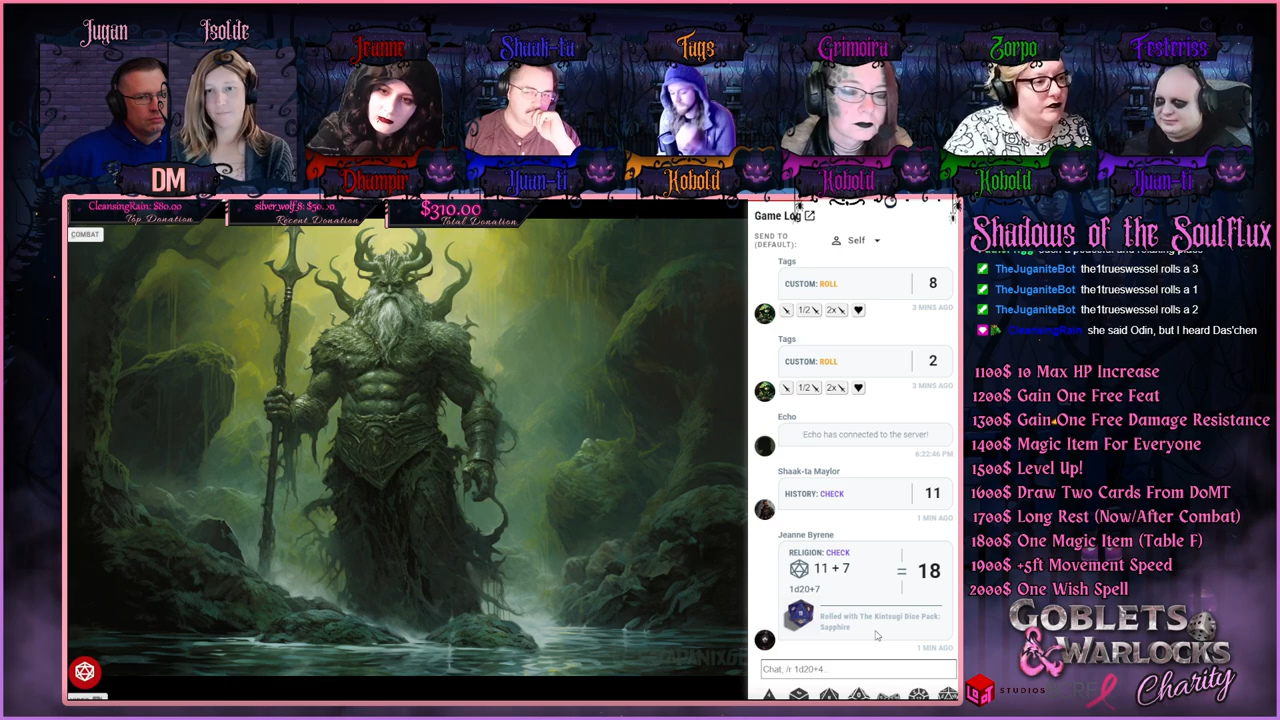 Jugan
Isolde
Jeanne
Shaak-ta
Tags
Grimoira
Zorpo
Festeriss
DM
Dhampir
Yuan-ti
Kobold
Kobold
Kobold
Yuan-ti
CleansingRain: $80.00
Top Donation
Recent Donation
$310.00
Total Donation
COMBAT
Game Log
SEND TO
(DEFAULT):
Self
Tags
CUSTOM: ROLL
8
3 MINS AGO
1/2
2x
Tags
CUSTOM: ROLL
2
3 MINS AGO
1/2
2x
Echo
Echo has connected to the server!
6:22:46 PM
Shaak-ta Maylor
HISTORY: CHECK
11
1 MIN AGO
Jeanne Byrene
RELIGION: CHECK
11 + 7
= 18
1d20+7
Rolled with The Kintsugi Dice Pack:
Sapphire
1 MIN AGO
Chat, /r 1d20+4..
Shadows of the Soulflux
TheJuganiteBot the1trueswessel rolls a 3
TheJuganiteBot the1trueswessel rolls a 1
TheJuganiteBot the1trueswessel rolls a 2
CleansingRain she said Odin, but I heard Das'chen
1100$ 10 Max HP Increase
1200$ Gain One Free Feat
1300$ Gain One Free Damage Resistance
1400$ Magic Item For Everyone
1500$ Level Up!
1600$ Draw Two Cards From DoMT
1700$ Long Rest (Now/After Combat)
1800$ One Magic Item (Table F)
1900$ +5ft Movement Speed
2000$ One Wish Spell
GOBLETS
& WARLOCKS
Charity
STUDIOS